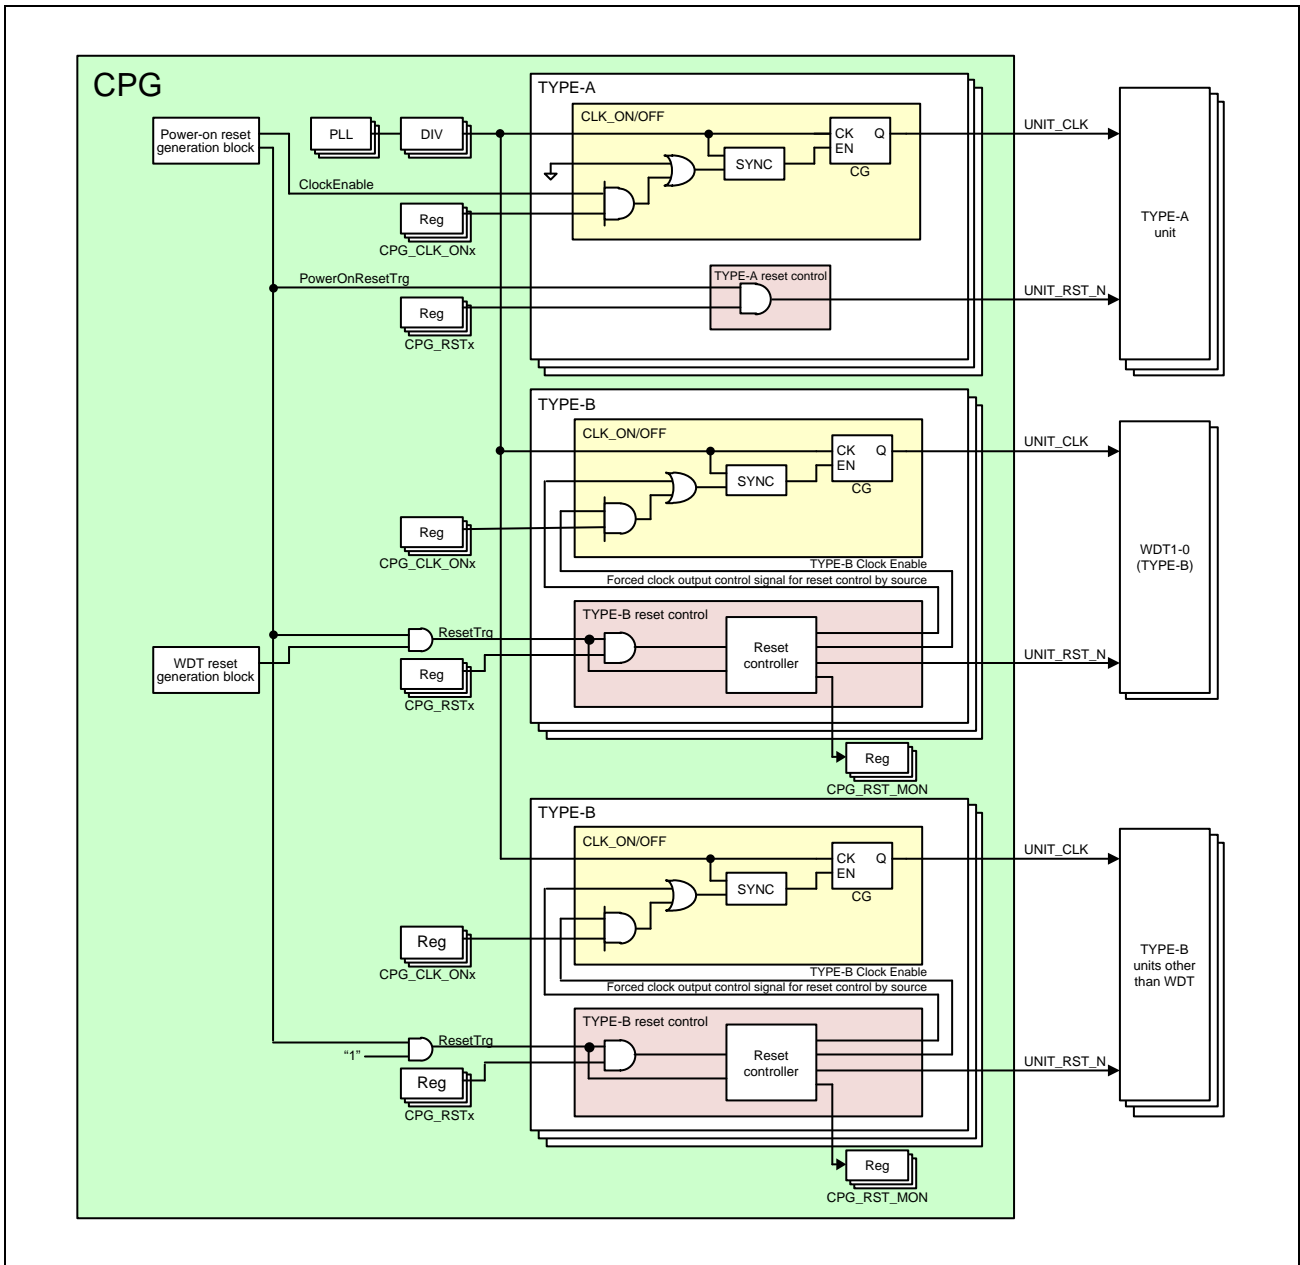 CPG
TYPE-A
CLK_ON/OFF
Power-on reset
generation block
PLL
DIV
CK
Q
EN
SYNC
CG
UNIT_CLK
ClockEnable
Reg
CPG_CLK_ONx
TYPE-A
unit
PowerOnResetTrg
TYPE-A reset control
Reg
CPG_RSTx
UNIT_RST_N
TYPE-B
CLK_ON/OFF
CK
Q
EN
SYNC
CG
UNIT_CLK
Reg
CPG_CLK_ONx
WDT1-0
(TYPE-B)
TYPE-B Clock Enable
Forced clock output control signal for reset control by source
TYPE-B reset control
ResetTrg
WDT reset
generation block
Reg
CPG_RSTx
Reset
controller
UNIT_RST_N
Reg
CPG_RST_MON
TYPE-B
CLK_ON/OFF
CK
Q
EN
SYNC
CG
UNIT_CLK
Reg
CPG_CLK_ONx
TYPE-B
units other
than WDT
TYPE-B Clock Enable
Forced clock output control signal for reset control by source
TYPE-B reset control
ResetTrg
“1”
Reg
CPG_RSTx
Reset
controller
UNIT_RST_N
Reg
CPG_RST_MON